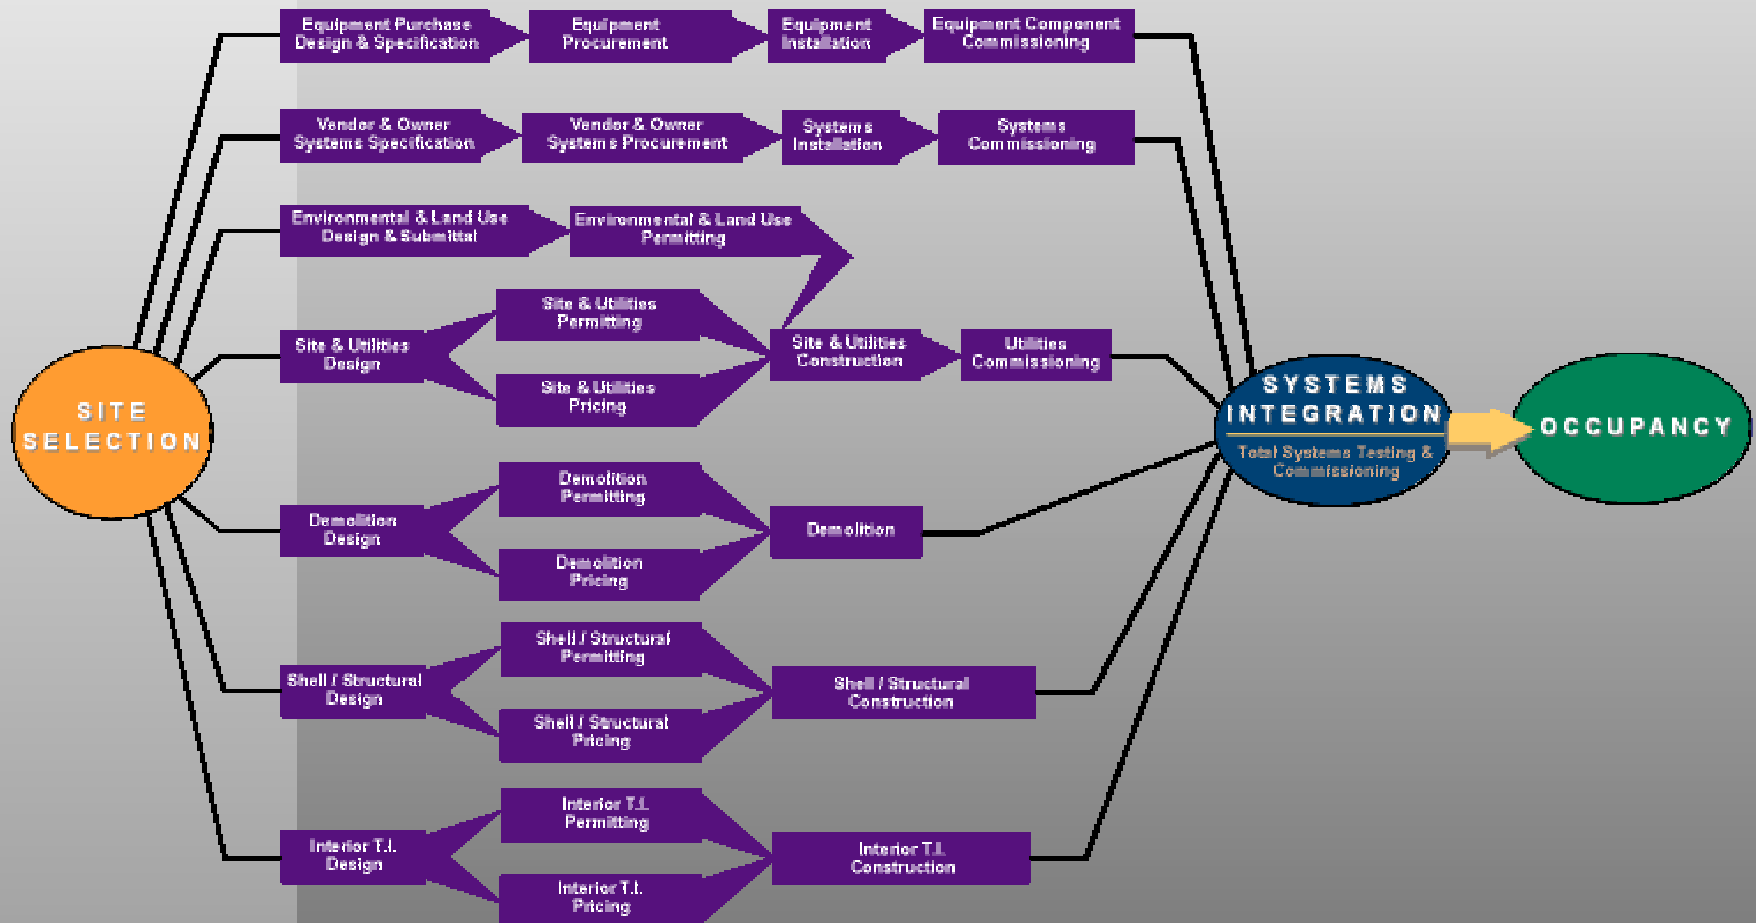 Equipment Purchase
Design & Specification
Equipment
Procurement
Equipment
Installation
Equipment Component
Commissioning
Vendor & Owner
Systems Specification
Vendor & Owner
Systems Procurement
Systems
Installation
Systems
Commissioning
Environmental & Land Use
Design & Submittal
Environmental & Land Use
Permitting
Site & Utilities
Design
Site & Utilities
Permitting
Site & Utilities
Pricing
Site & Utilities
Construction
Utilities
Commissioning
SITE
SELECTION
SYSTEMS
INTEGRATION
Total Systems Testing &
Commissioning
OCCUPANCY
Demolition
Design
Demolition
Permitting
Demolition
Pricing
Demolition
Shell / Structural
Design
Shell / Structural
Permitting
Shell / Structural
Pricing
Shell / Structural
Construction
Interior T.I.
Design
Interior T.I.
Permitting
Interior T.I.
Pricing
Interior T.I.
Construction